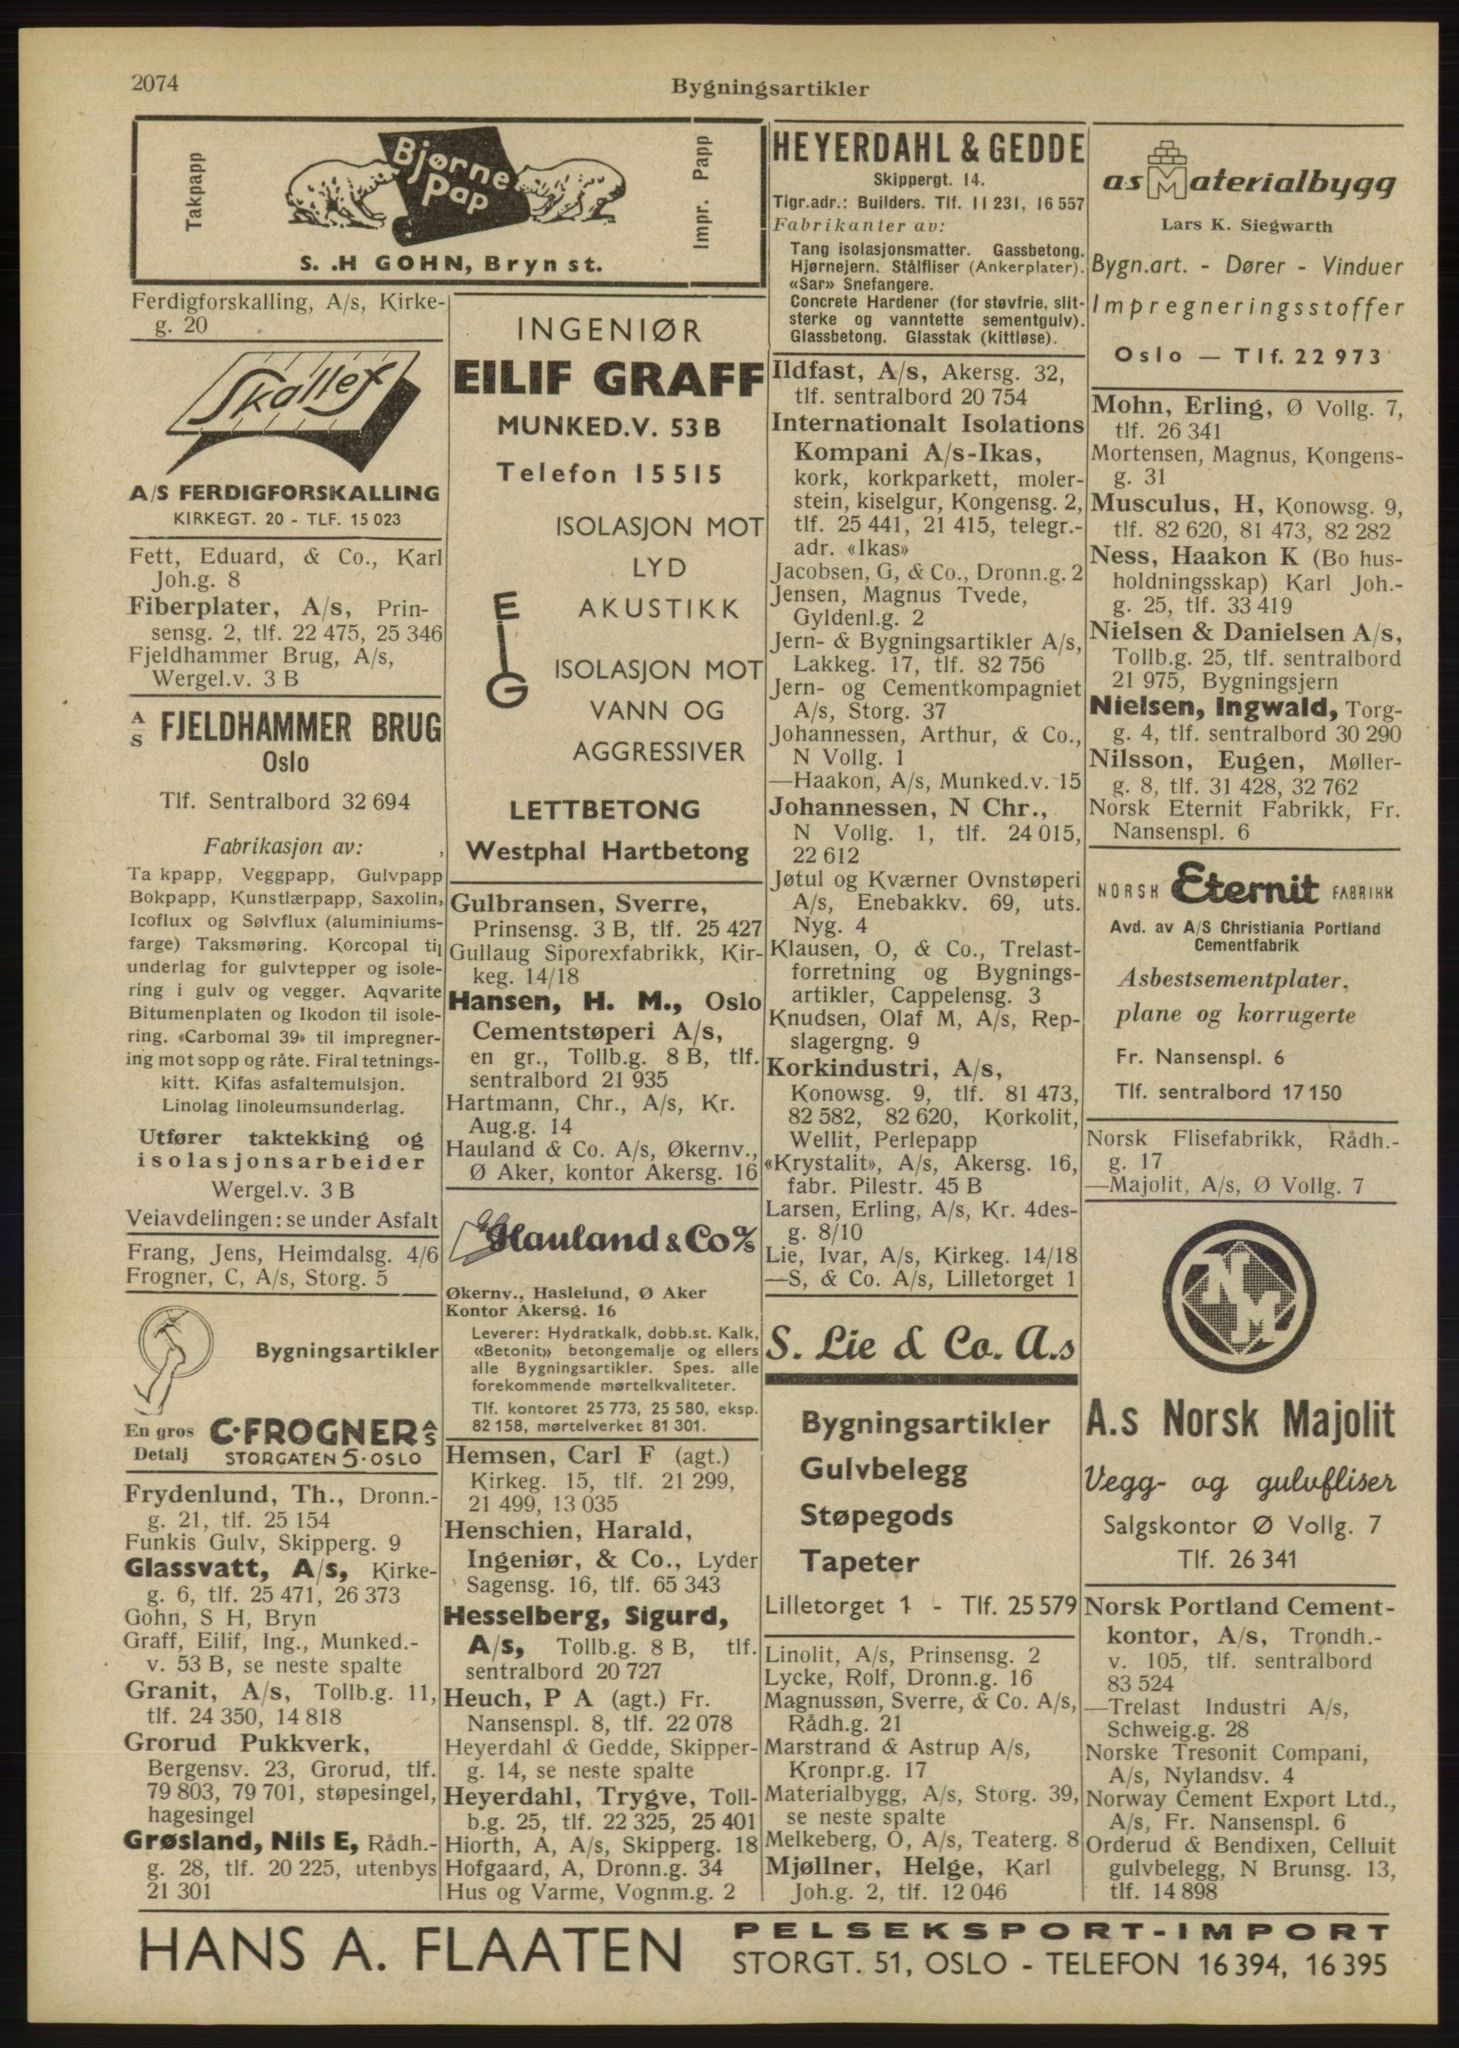 2074
Bygningsartikler
Takpapp
Bjørne
Pap
Impr. Papp
S. .H GOHN, Bryn st.
Ferdigforskalling, A/s, Kirke-
g. 20
Skallex
A/S FERDIGFORSKALLING
KIRKEGT. 20 - TLF. 15 023
Fett, Eduard, & Co., Karl
Joh.g. 8
Fiberplater, A/s, Prin-
sensg. 2, tlf. 22 475, 25 346
Fjeldhammer Brug, A/s,
Wergel.v. 3 B
A/S FJELDHAMMER BRUG
Oslo
Tlf. Sentralbord 32 694
Fabrikasjon av:
Ta kpapp, Veggpapp, Gulvpapp
Bokpapp, Kunstlærpapp, Saxolin,
Icoflux og Sølvflux (aluminiums-
farge) Taksmøring. Korcopal til
underlag for gulvtepper og isole-
ring i gulv og vegger. Aqvarite
Bitumenplaten og Ikodon til isole-
ring. «Carbomal 39» til impregner-
ing mot sopp og råte. Firal tetnings-
kitt. Kifas asfaltemulsjon.
Linolag linoleumsunderlag.
Utfører taktekking og
isolasjonsarbeider
Wergel.v. 3 B
Veiavdelingen: se under Asfalt
Frang, Jens, Heimdalsg. 4/6
Frogner, C, A/s, Storg. 5
Bygningsartikler
En gros
Detalj
C. FROGNER A/S
STORGATEN 5 · OSLO
Frydenlund, Th., Dronn.-
g. 21, tlf. 25 154
Funkis Gulv, Skipperg. 9
Glassvatt, A/s, Kirke-
g. 6, tlf. 25 471, 26 373
Gohn, S H, Bryn
Graff, Eilif, Ing., Munked.-
v. 53 B, se neste spalte
Granit, A/s, Tollb.g. 11,
tlf. 24 350, 14 818
Grorud Pukkverk,
Bergensv. 23, Grorud, tlf.
79 803, 79 701, støpesingel,
hagesingel
Grøsland, Nils E, Rådh.-
g. 28, tlf. 20 225, utenbys
21 301
INGENIØR
EILIF GRAFF
MUNKED.V. 53 B
Telefon 15515
ISOLASJON MOT
LYD
AKUSTIKK
E
G
ISOLASJON MOT
VANN OG
AGGRESSIVER
LETTBETONG
Westphal Hartbetong
Gulbransen, Sverre,
Prinsensg. 3 B, tlf. 25 427
Gullaug Siporexfabrikk, Kir-
keg. 14/18
Hansen, H. M., Oslo
Cementstøperi A/s,
en gr., Tollb.g. 8 B, tlf.
sentralbord 21 935
Hartmann, Chr., A/s, Kr.
Aug.g. 14
Hauland & Co. A/s, Økernv.,
Ø Aker, kontor Akersg. 16
Hauland & Co A/s
Økernv., Haslelund, Ø Aker
Kontor Akersg. 16
Leverer: Hydratkalk, dobb.st. Kalk,
«Betonit» betongemalje og ellers
alle Bygningsartikler. Spes. alle
forekommende mørtelkvaliteter.
Tlf. kontoret 25 773, 25 580, eksp.
82 158, mørtelverket 81 301.
Hemsen, Carl F (agt.)
Kirkeg. 15, tlf. 21 299,
21 499, 13 035
Henschien, Harald,
Ingeniør, & Co., Lyder
Sagensg. 16, tlf. 65 343
Hesselberg, Sigurd,
A/s, Tollb.g. 8 B, tlf.
sentralbord 20 727
Heuch, P A (agt.) Fr.
Nansenspl. 8, tlf. 22 078
Heyerdahl & Gedde, Skipper-
g. 14, se neste spalte
Heyerdahl, Trygve, Toll-
b.g. 25, tlf. 22 325, 25 401
Hiorth, A, A/s, Skipperg. 18
Hofgaard, A, Dronn.g. 34
Hus og Varme, Vognm.g. 2
HEYERDAHL & GEDDE
Skippergt. 14.
Tlgr.adr.: Builders. Tlf. 11 231, 16 557
Fabrikanter av:
Tang isolasjonsmatter. Gassbetong.
Hjørnejern. Stålfliser (Ankerplater).
«Sar» Snefangere.
Concrete Hardener (for støvfrie, slit-
sterke og vanntette sementgulv).
Glassbetong. Glasstak (kittløse).
Ildfast, A/s, Akersg. 32,
tlf. sentralbord 20 754
Internationalt Isolations
Kompani A/s-Ikas,
kork, korkparkett, moler-
stein, kiselgur, Kongensg. 2,
tlf. 25 441, 21 415, telegr.-
adr. «Ikas»
Jacobsen, G, & Co., Dronn.g. 2
Jensen, Magnus Tvede,
Gyldenl.g. 2
Jern- & Bygningsartikler A/s,
Lakkeg. 17, tlf. 82 756
Jern- og Cementkompagniet
A/s, Storg. 37
Johannessen, Arthur, & Co.,
N Vollg. 1
—Haakon, A/s, Munked.v. 15
Johannessen, N Chr.,
N Vollg. 1, tlf. 24 015,
22 612
Jøtul og Kværner Ovnstøperi
A/s, Enebakkv. 69, uts.
Nyg. 4
Klausen, O, & Co., Trelast-
forretning og Bygnings-
artikler, Cappelensg. 3
Knudsen, Olaf M, A/s, Rep-
slagergng. 9
Korkindustri, A/s,
Konowsg. 9, tlf. 81 473,
82 582, 82 620, Korkolit,
Wellit, Perlepapp
«Krystalit», A/s, Akersg. 16,
fabr. Pilestr. 45 B
Larsen, Erling, A/s, Kr. 4des-
g. 8/10
Lie, Ivar, A/s, Kirkeg. 14/18
—S, & Co. A/s, Lilletorget 1
S. Lie & Co. A.s
Bygningsartikler
Gulvbelegg
Støpegods
Tapeter
Lilletorget 1 - Tlf. 25 579
Linolit, A/s, Prinsensg. 2
Lycke, Rolf, Dronn.g. 16
Magnussøn, Sverre, & Co. A/s,
Rådh.g. 21
Marstrand & Astrup A/s,
Kronpr.g. 17
Materialbygg, A/s, Storg. 39,
se neste spalte
Melkeberg, O, A/s, Teaterg. 8
Mjøllner, Helge, Karl
Joh.g. 2, tlf. 12 046
as Materialbygg
Lars K. Siegwarth
Bygn.art. - Dører - Vinduer
Impregneringsstoffer
Oslo — Tlf. 22 973
Mohn, Erling, Ø Vollg. 7,
tlf. 26 341
Mortensen, Magnus, Kongens-
g. 31
Musculus, H, Konowsg. 9,
tlf. 82 620, 81 473, 82 282
Ness, Haakon K (Bo hus-
holdningsskap) Karl Joh.-
g. 25, tlf. 33 419
Nielsen & Danielsen A/s,
Tollb.g. 25, tlf. sentralbord
21 975, Bygningsjern
Nielsen, Ingwald, Torg-
g. 4, tlf. sentralbord 30 290
Nilsson, Eugen, Møller-
g. 8, tlf. 31 428, 32 762
Norsk Eternit Fabrikk, Fr.
Nansenspl. 6
NORSK Eternit FABRIKK
Avd. av A/S Christiania Portland
Cementfabrik
Asbestsementplater,
plane og korrugerte
Fr. Nansenspl. 6
Tlf. sentralbord 17 150
Norsk Flisefabrikk, Rådh.-
g. 17
—Majolit, A/s, Ø Vollg. 7
NM
A.s Norsk Majolit
Vegg- og gulvfliser
Salgskontor Ø Vollg. 7
Tlf. 26 341
Norsk Portland Cement-
kontor, A/s, Trondh.-
v. 105, tlf. sentralbord
83 524
—Trelast Industri A/s,
Schweig.g. 28
Norske Tresonit Compani,
A/s, Nylandsv. 4
Norway Cement Export Ltd.,
A/s, Fr. Nansenspl. 6
Orderud & Bendixen, Celluit
gulvbelegg, N Brunsg. 13,
tlf. 14 898
HANS A. FLAATEN
PELSEKSPORT-IMPORT
STORGT. 51, OSLO - TELEFON 16 394, 16 395